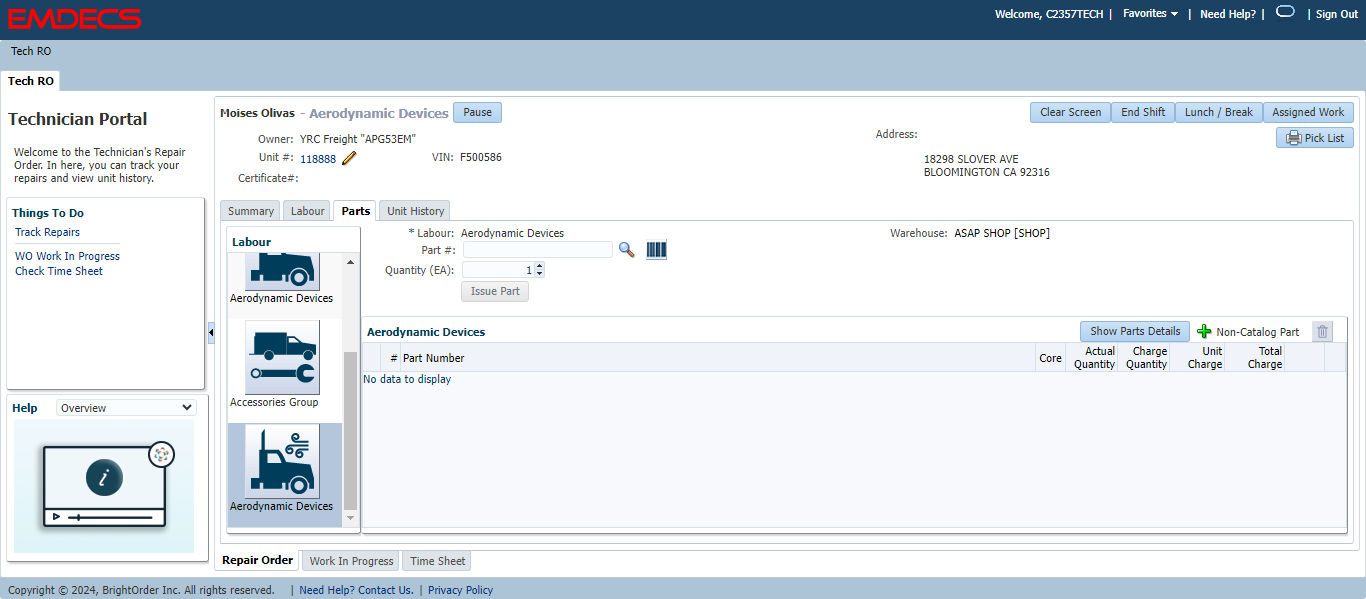 EMDECS
Welcome, C2357TECH | Favorites | Need Help? | | Sign Out
Tech RO
Tech RO
Technician Portal
Welcome to the Technician's Repair
Order. In here, you can track your
repairs and view unit history.
Things To Do
Track Repairs
WO Work In Progress
Check Time Sheet
Help Overview
i
Moises Olivas - Aerodynamic Devices Pause
Clear Screen End Shift Lunch / Break Assigned Work
Pick List
Owner: YRC Freight "APG53EM"
Unit #: 118888 VIN: F500586
Certificate#:
Address:
18298 SLOVER AVE
BLOOMINGTON CA 92316
Summary Labour Parts Unit History
Labour
Aerodynamic Devices
Accessories Group
Aerodynamic Devices
* Labour: Aerodynamic Devices
Warehouse: ASAP SHOP [SHOP]
Part #:
Quantity (EA): 1
Issue Part
Aerodynamic Devices Show Parts Details Non-Catalog Part
# Part Number Core Actual Quantity Charge Quantity Unit Charge Total Charge
No data to display
Repair Order Work In Progress Time Sheet
Copyright © 2024, BrightOrder Inc. All rights reserved. | Need Help? Contact Us. | Privacy Policy